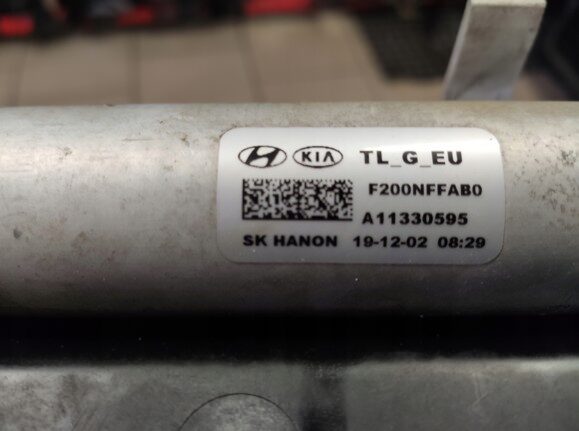 KIA TL_G_EU
F200NFFAB0
A11330595
SK HANON 19-12-02 08:29